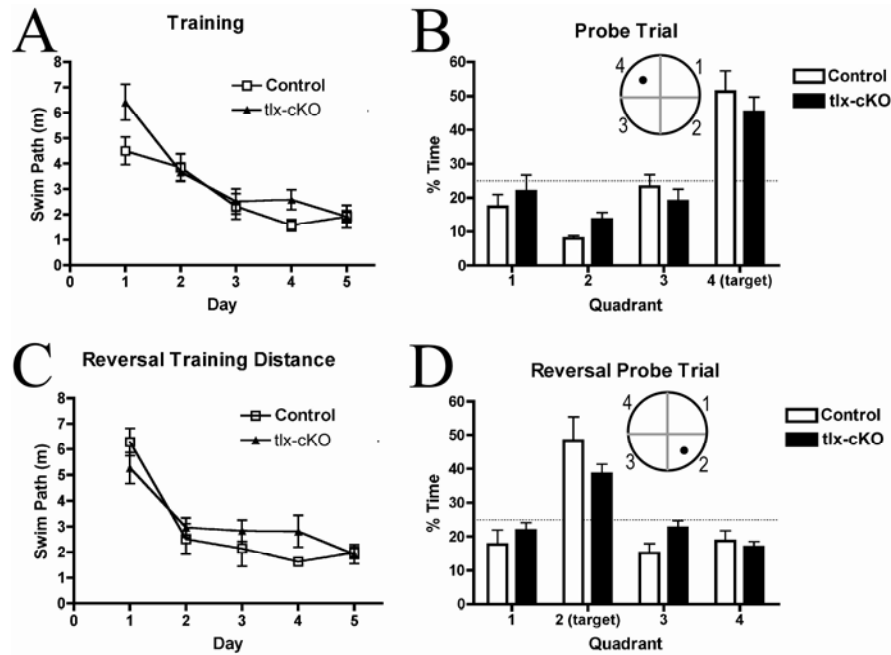 A
Training
Swim Path (m)
8
7
6
5
4
3
2
1
0
0 1 2 3 4 5
Day
Control
tlx-cKO
B
Probe Trial
% Time
60
50
40
30
20
10
0
4 1
3 2
1 2 3 4 (target)
Quadrant
Control
tlx-cKO
C
Reversal Training Distance
Swim Path (m)
8
7
6
5
4
3
2
1
0
0 1 2 3 4 5
Day
Control
tlx-cKO
D
Reversal Probe Trial
% Time
60
50
40
30
20
10
0
4 1
3 2
1 2 (target) 3 4
Quadrant
Control
tlx-cKO